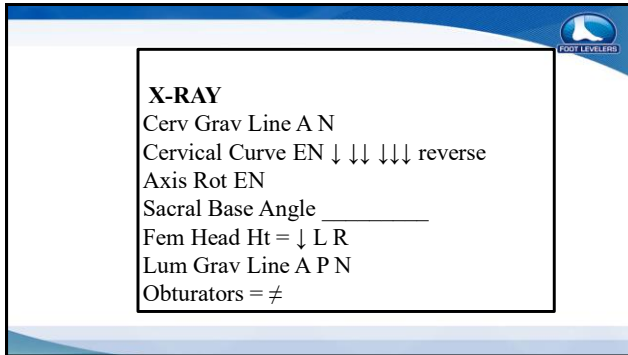 FOOT LEVELERS
X-RAY
Cerv Grav Line A N
Cervical Curve EN ↓ ↓↓ ↓↓↓ reverse
Axis Rot EN
Sacral Base Angle _________
Fem Head Ht = ↓ L R
Lum Grav Line A P N
Obturators = ≠